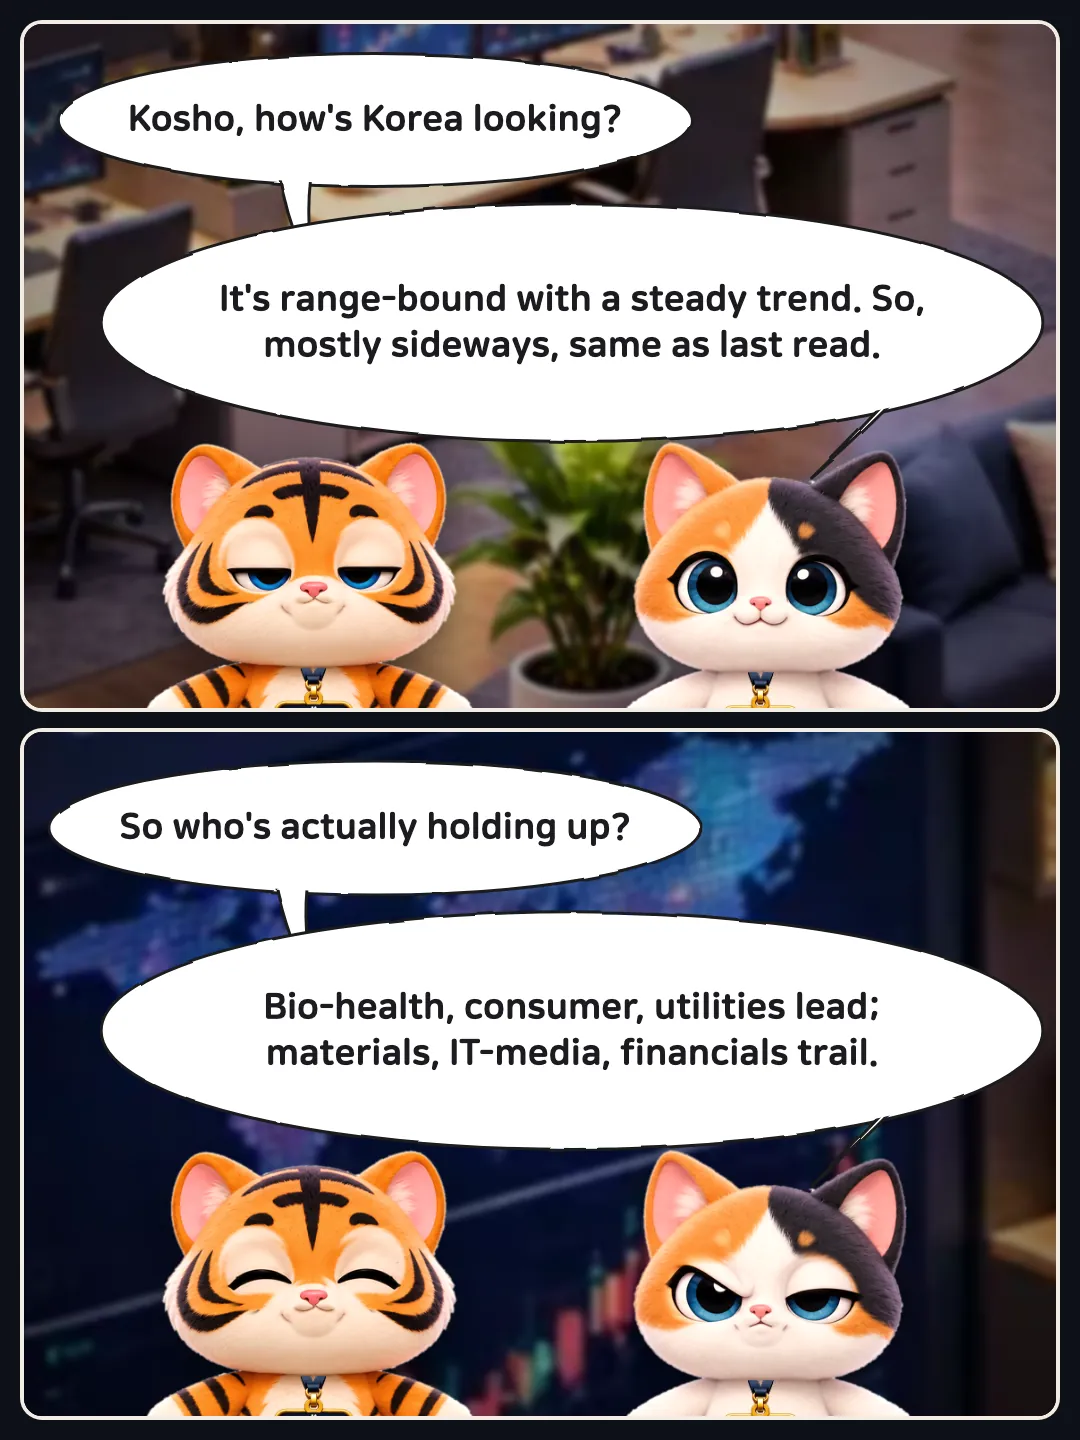 Kosho, how's Korea looking?
It's range-bound with a steady trend. So,
mostly sideways, same as last read.
So who's actually holding up?
Bio-health, consumer, utilities lead;
materials, IT-media, financials trail.